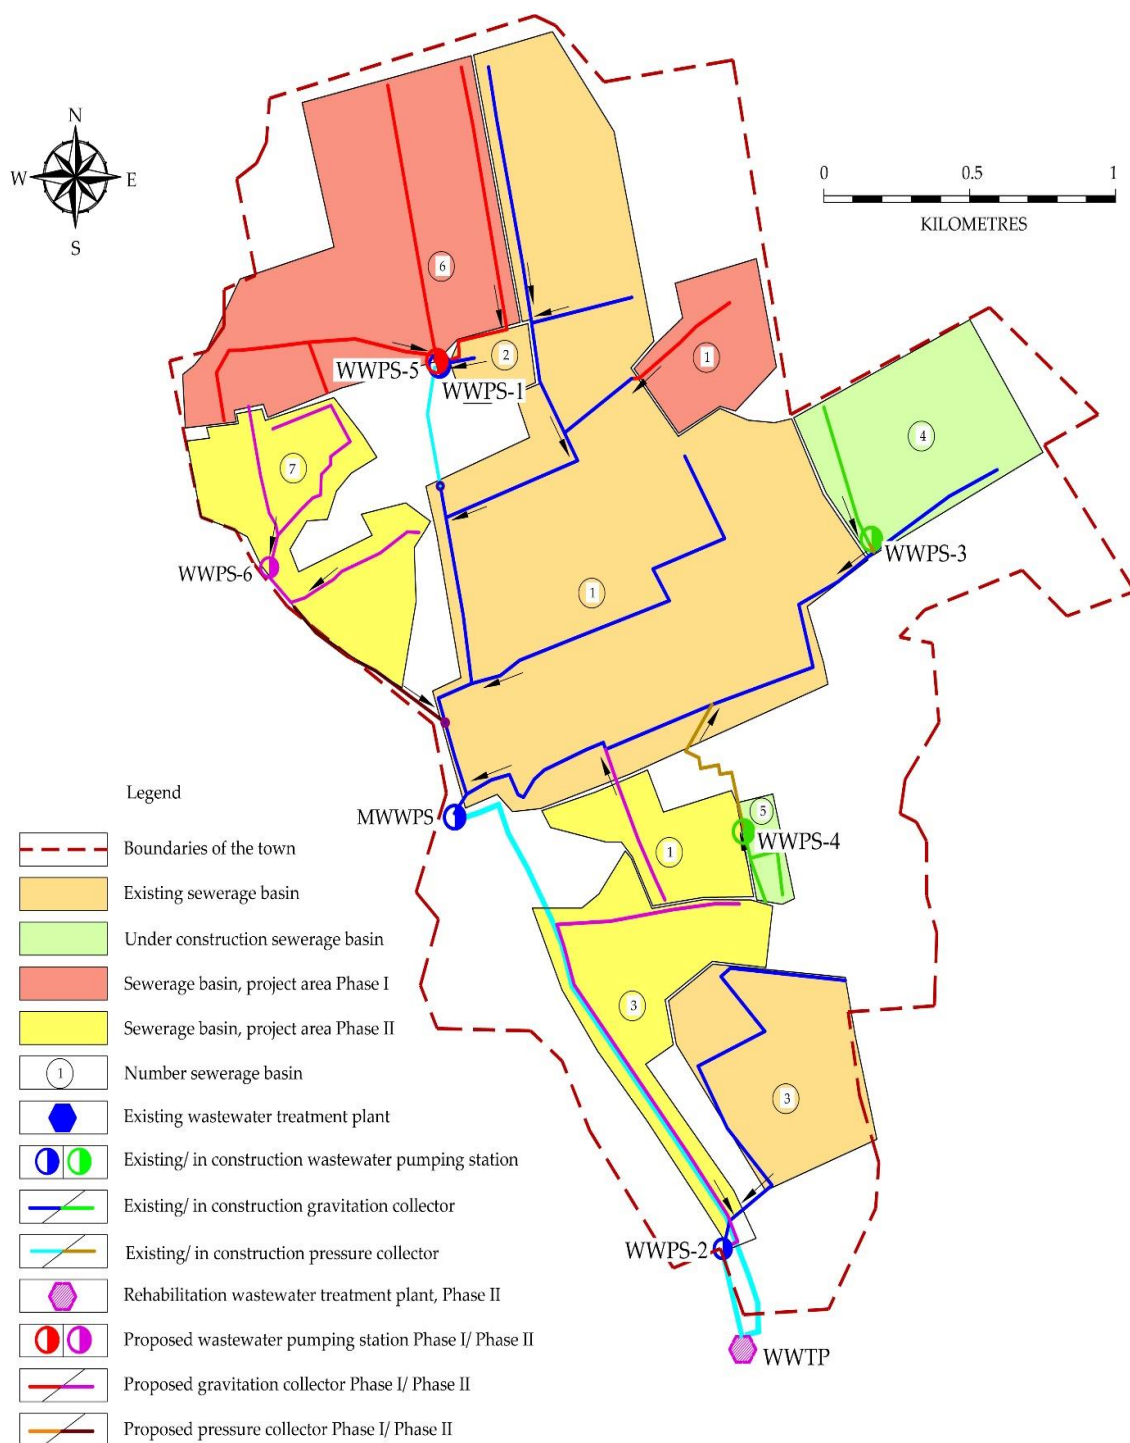 N
W E
S
0 0.5 1
KILOMETRES
6
1
2
WWPS-5
WWPS-1
4
7
WWPS-3
WWPS-6
1
Legend
MWWPS
5
WWPS-4
1
Boundaries of the town
Existing sewerage basin
Under construction sewerage basin
Sewerage basin, project area Phase I
3
Sewerage basin, project area Phase II
1 Number sewerage basin
3
Existing wastewater treatment plant
Existing/ in construction wastewater pumping station
Existing/ in construction gravitation collector
Existing/ in construction pressure collector
WWPS-2
Rehabilitation wastewater treatment plant, Phase II
Proposed wastewater pumping station Phase I/ Phase II
WWTP
Proposed gravitation collector Phase I/ Phase II
Proposed pressure collector Phase I/ Phase II